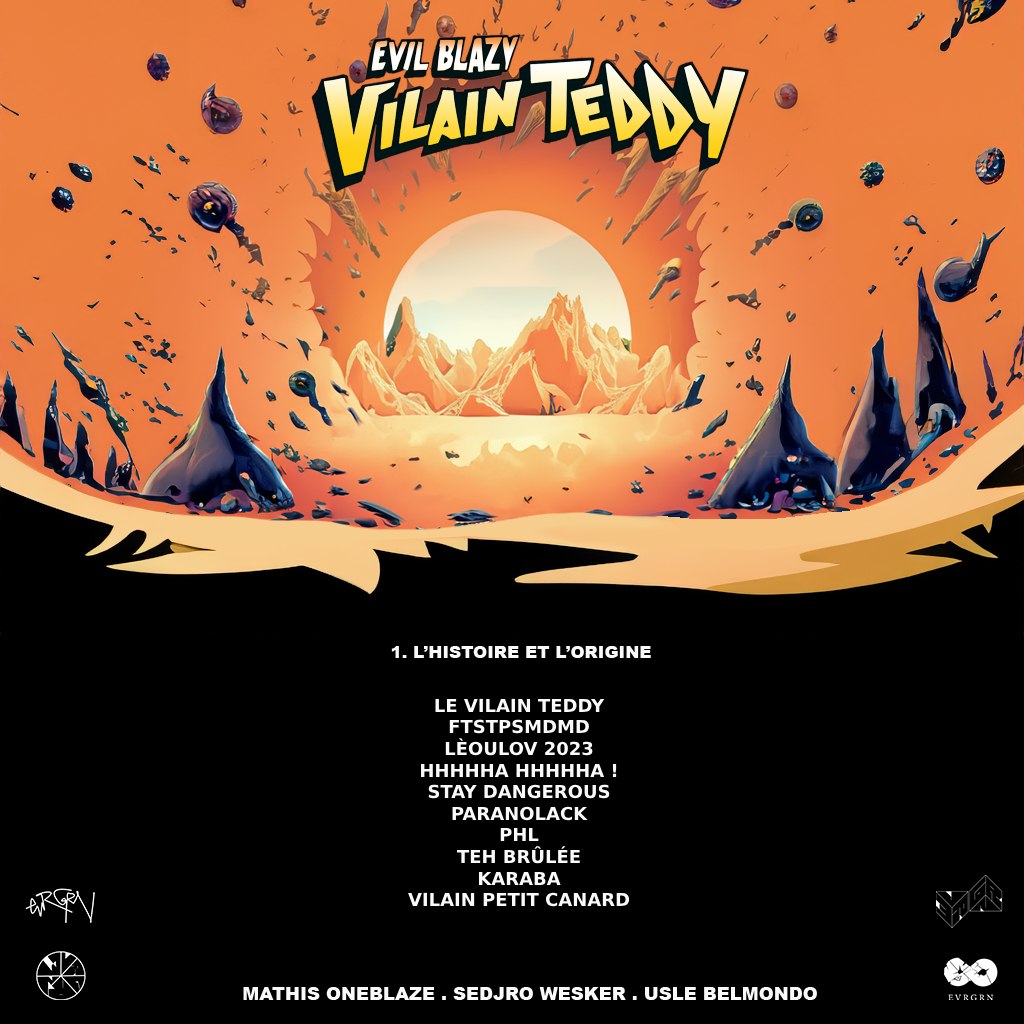 EVIL BLAZY
VILAIN TEDDY
1. L’HISTOIRE ET L’ORIGINE
LE VILAIN TEDDY
FTSTPSMDMD
LÈOULOV 2023
HHHHHA HHHHHA !
STAY DANGEROUS
PARANOLACK
PHL
TEH BRÛLÉE
KARABA
VILAIN PETIT CANARD
EVRGRN
MATHIS ONEBLAZE . SEDJRO WESKER . USLE BELMONDO
EVRGRN